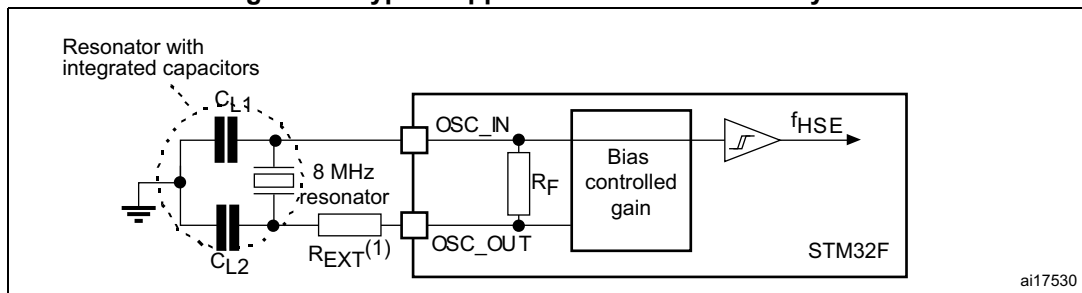 Resonator with
integrated capacitors
CL1
OSC_IN
fHSE
8 MHz
resonator
RF
Bias
controlled
gain
REXT(1)
OSC_OUT
STM32F
CL2
ai17530